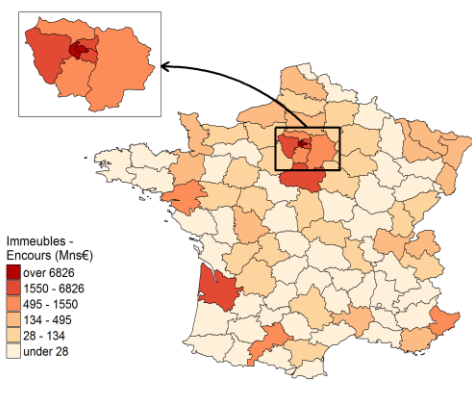 Immeubles -
Encours (Mns€)
over 6826
1550 - 6826
495 - 1550
134 - 495
28 - 134
under 28